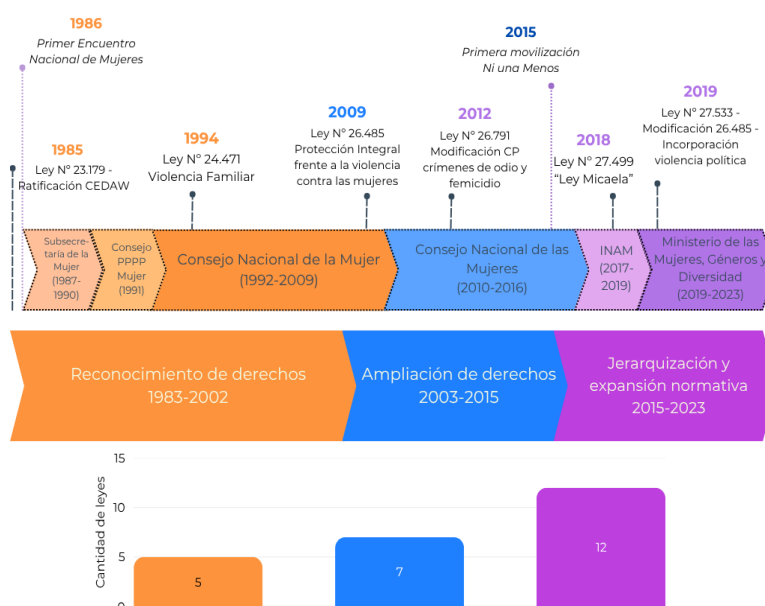 1986
Primer Encuentro
Nacional de Mujeres
1985
Ley Nº 23.179 -
Ratificación CEDAW
1994
Ley Nº 24.471
Violencia Familiar
2009
Ley Nº 26.485
Protección Integral
frente a la violencia
contra las mujeres
2012
Ley Nº 26.791
Modificación CP
crímenes de odio y
femicidio
2015
Primera movilización
Ni una Menos
2018
Ley Nº 27.499
“Ley Micaela”
2019
Ley Nº 27.533 -
Modificación 26.485 -
Incorporación
violencia política
Subsecre-
taría de la
Mujer
(1987-
1990)
Consejo
PPPP
Mujer
(1991)
Consejo Nacional de la Mujer
(1992-2009)
Consejo Nacional de las
Mujeres
(2010-2016)
INAM
(2017-
2019)
Ministerio de las
Mujeres, Géneros y
Diversidad
(2019-2023)
Reconocimiento de derechos
1983-2002
Ampliación de derechos
2003-2015
Jerarquización y
expansión normativa
2015-2023
Cantidad de leyes
15
10
5
0
5
7
12